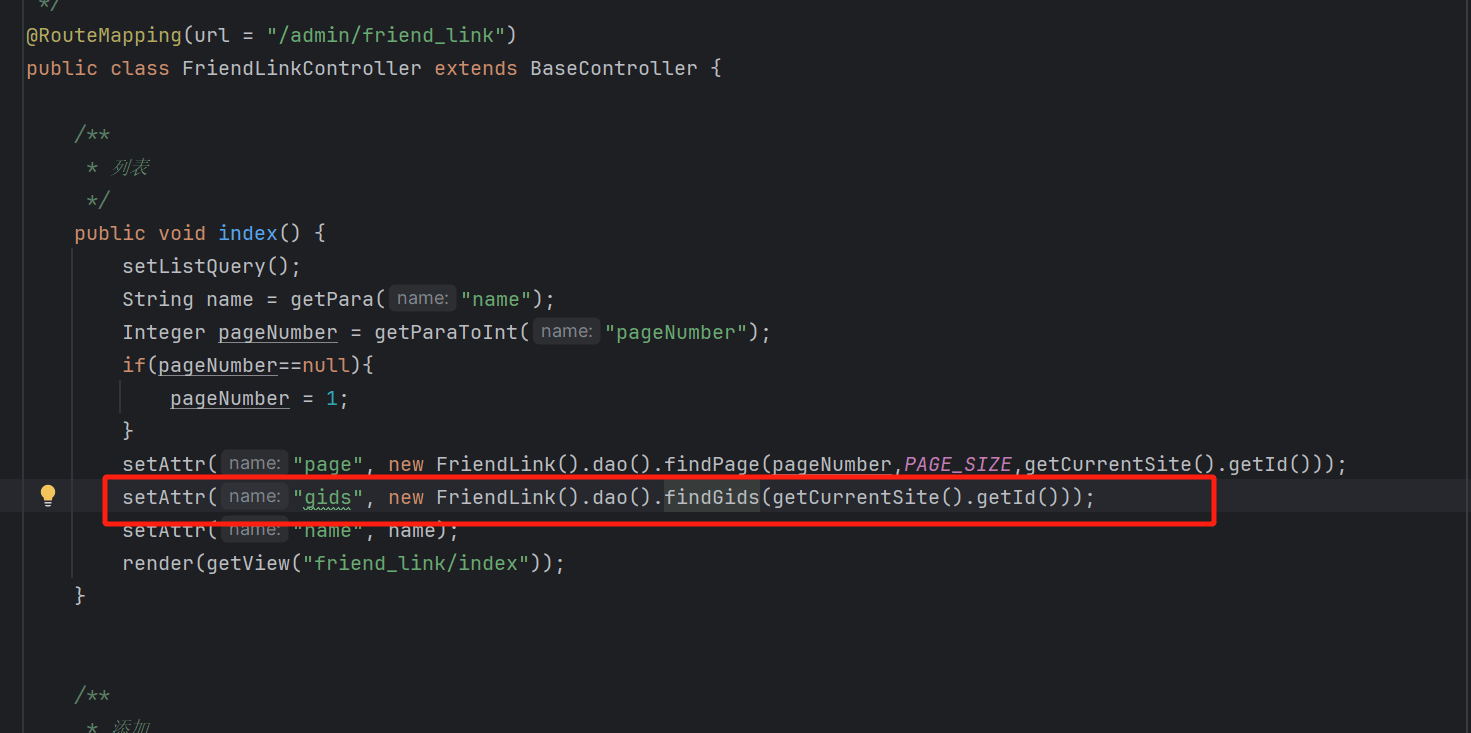 */
@RouteMapping(url = "/admin/friend_link")
public class FriendLinkController extends BaseController {
/**
* 列表
*/
public void index() {
setListQuery();
String name = getPara( name: "name");
Integer pageNumber = getParaToInt( name: "pageNumber");
if(pageNumber==null){
pageNumber = 1;
}
setAttr( name: "page", new FriendLink().dao().findPage(pageNumber,PAGE_SIZE,getCurrentSite().getId()));
setAttr( name: "gids", new FriendLink().dao().findGids(getCurrentSite().getId()));
setAttr( name: "name", name);
render(getView("friend_link/index"));
}
/**
* 添加